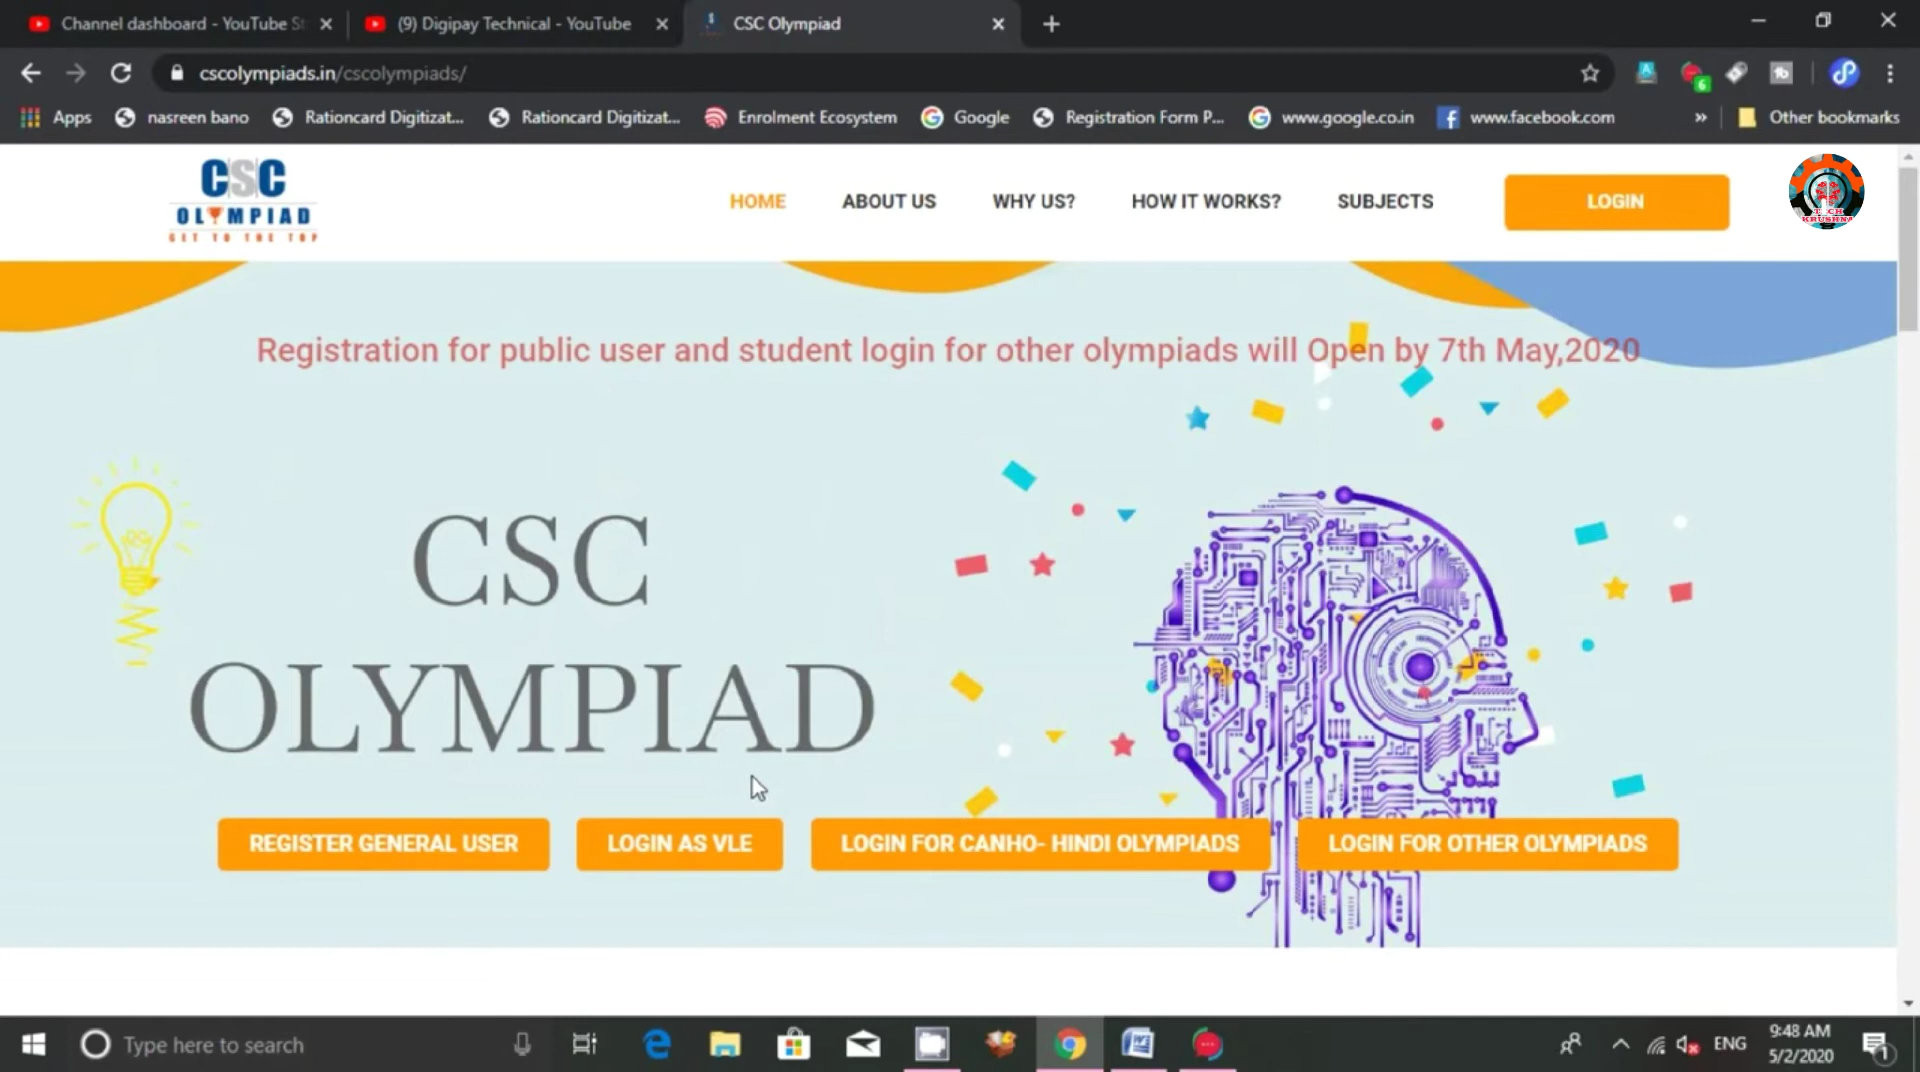 Channel dashboard - YouTube St
(9) Digipay Technical - YouTube
CSC Olympiad
cscolympiads.in/cscolympiads/
6
Apps
nasreen bano
Rationcard Digitizat...
Rationcard Digitizat...
Enrolment Ecosystem
Google
Registration Form P...
www.google.co.in
www.facebook.com
»
Other bookmarks
CSC
OLYMPIAD
GET TO THE TOP
HOME
ABOUT US
WHY US?
HOW IT WORKS?
SUBJECTS
LOGIN
TECH
KRUSHNA
Registration for public user and student login for other olympiads will Open by 7th May,2020
CSC
OLYMPIAD
REGISTER GENERAL USER
LOGIN AS VLE
LOGIN FOR CANHO- HINDI OLYMPIADS
LOGIN FOR OTHER OLYMPIADS
Type here to search
ENG
9:48 AM
5/2/2020
1